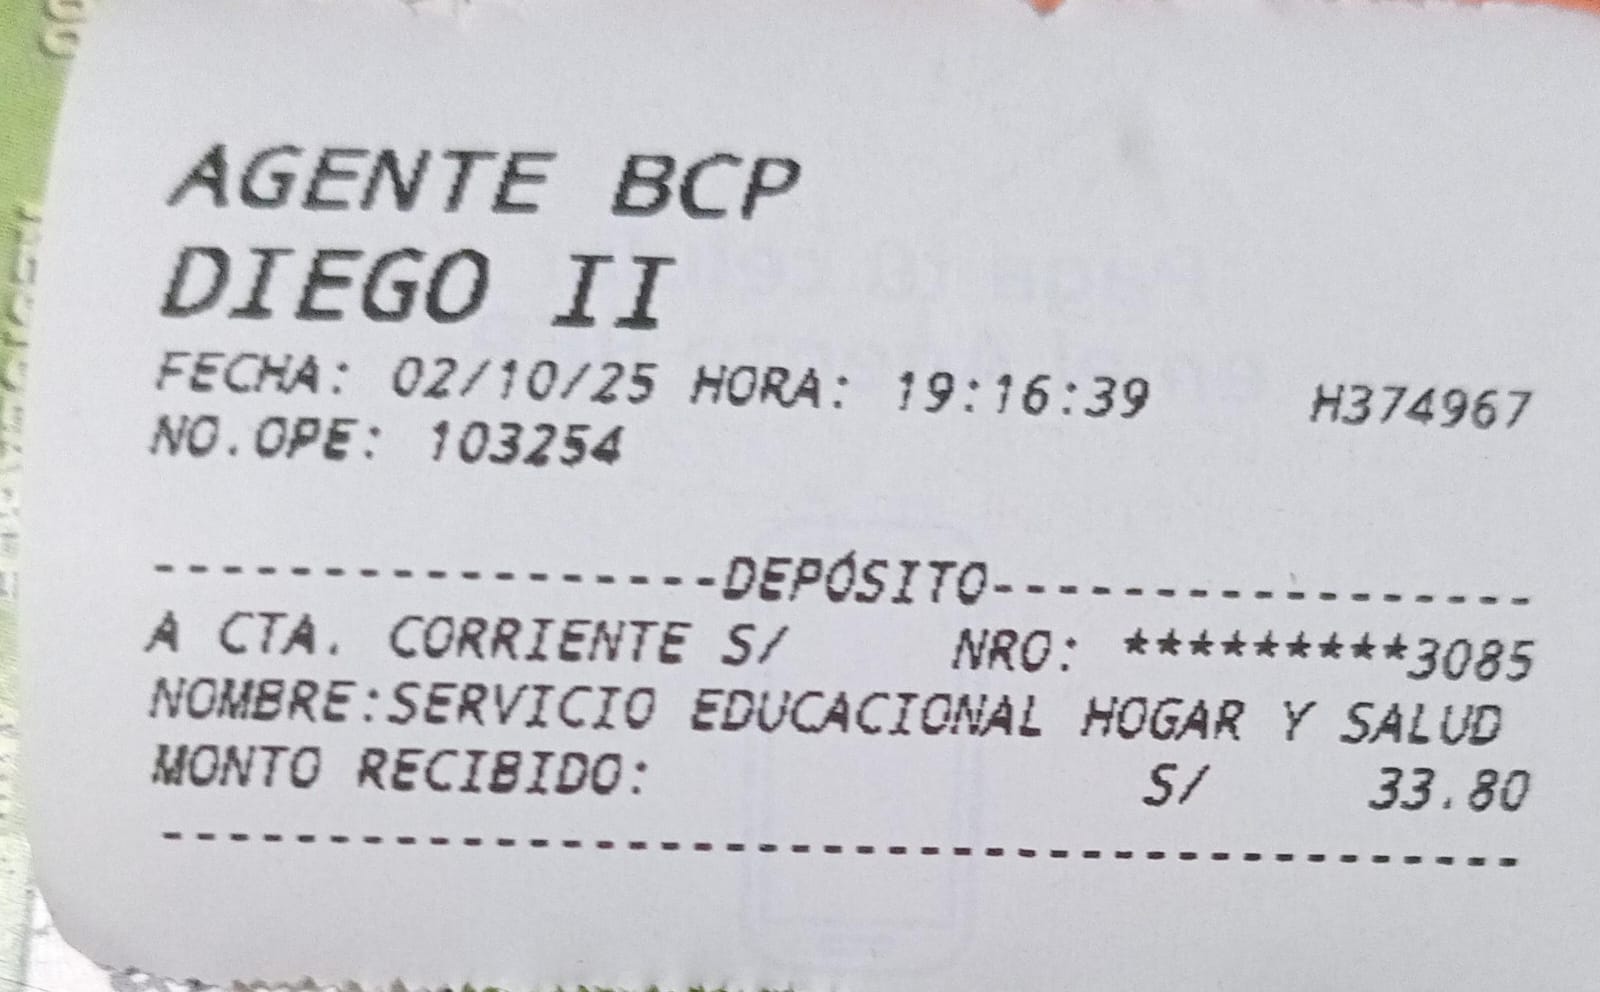 AGENTE BCP
DIEGO II
FECHA: 02/10/25 HORA: 19:16:39 H374967
NO.OPE: 103254
------------------DEPÓSITO-----------------
A CTA. CORRIENTE S/ NRO: *********3085
NOMBRE:SERVICIO EDUCACIONAL HOGAR Y SALUD
MONTO RECIBIDO: S/ 33.80
------------------------------------------